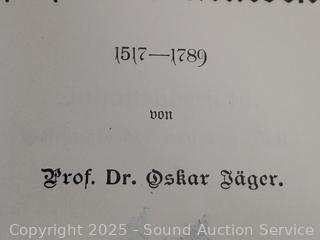 1517—1789
von
Prof. Dr. Oskar Jäger.
Copyright 2025 - Sound Auction Service